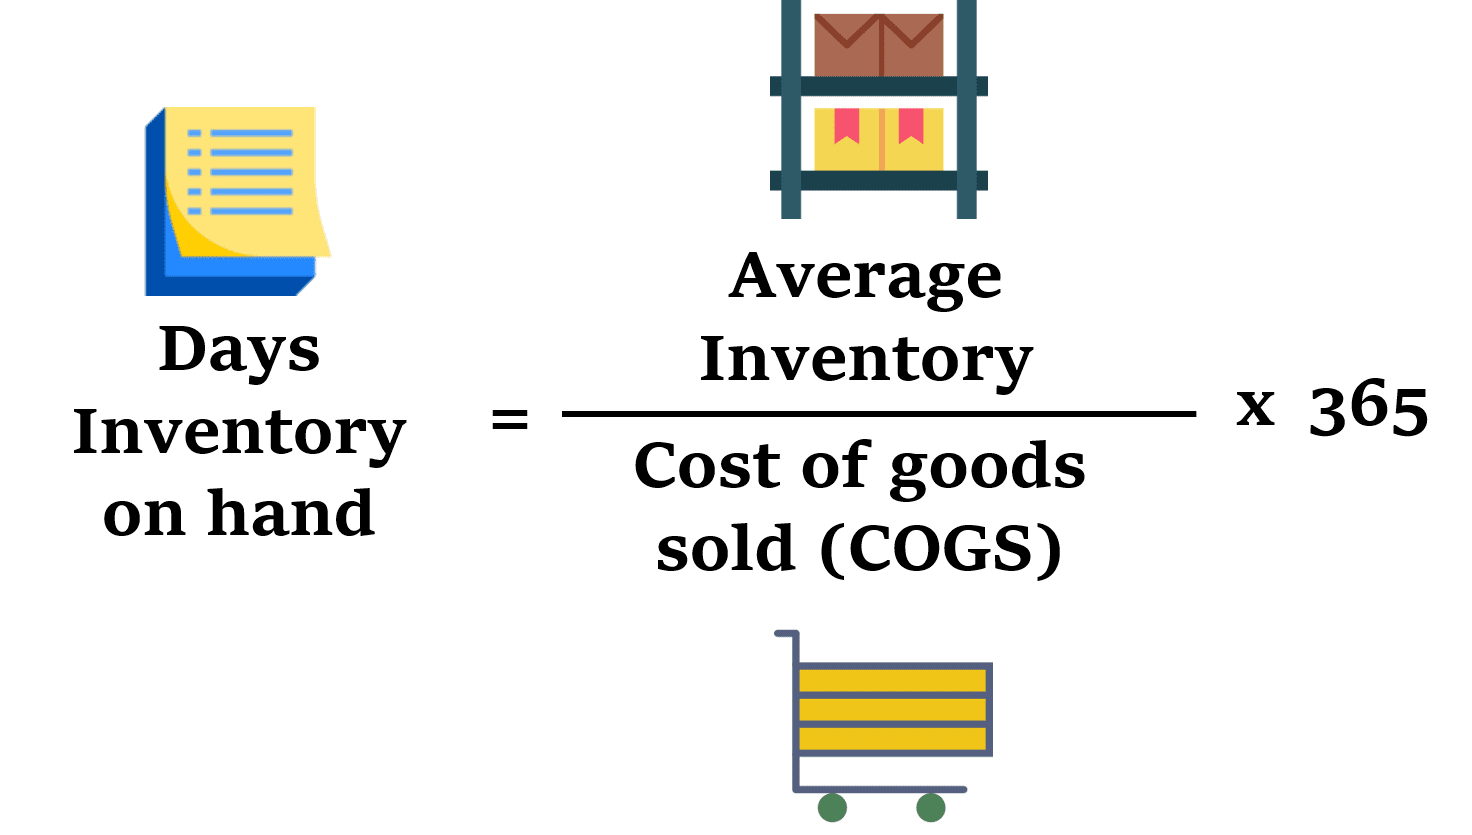 Days
Inventory
on hand
=
Average
Inventory
Cost of goods
sold (COGS)
x 365